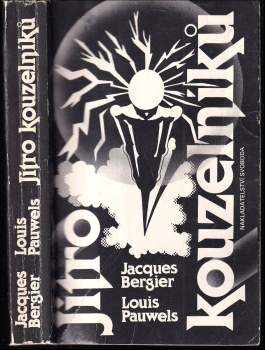 Jacques Bergier
Louis Pauwels
Jitro kouzelníků
Jitro
kouzelníků
Jacques
Bergier
Louis
Pauwels
NAKLADATELSTVÍ SVOBODA